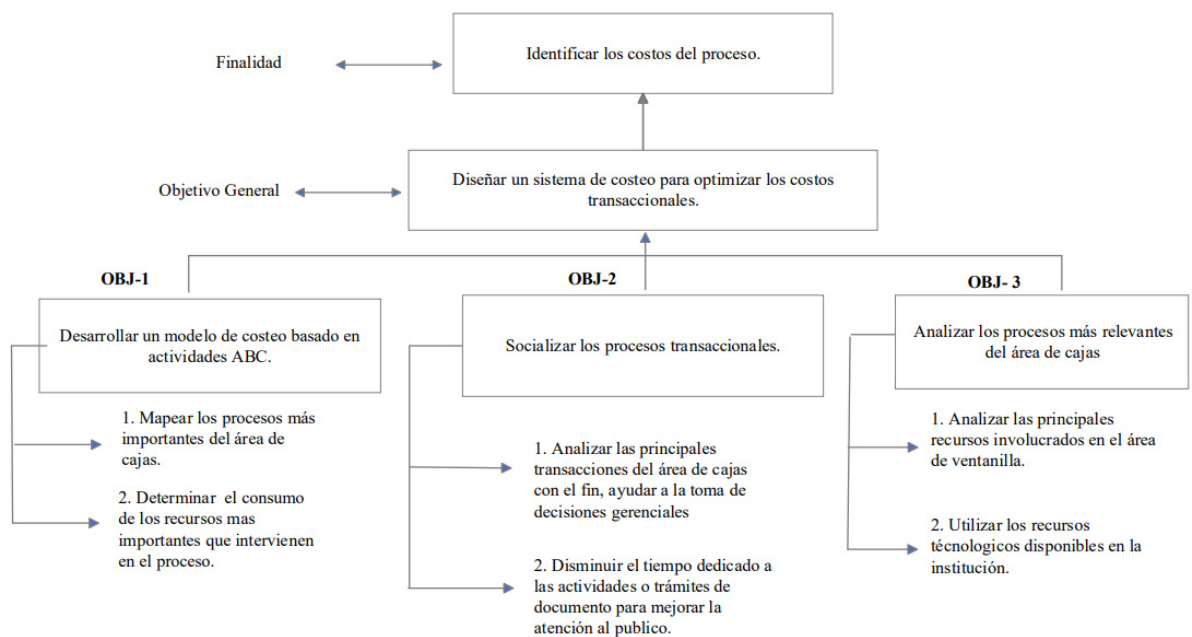 Finalidad
Identificar los costos del proceso.
Objetivo General
Diseñar un sistema de costeo para optimizar los costos
transaccionales.
OBJ-1
Desarrollar un modelo de costeo basado en
actividades ABC.
1. Mapear los procesos más
importantes del área de
cajas.
2. Determinar el consumo
de los recursos mas
importantes que intervienen
en el proceso.
OBJ-2
Socializar los procesos transaccionales.
1. Analizar las principales
transacciones del área de cajas
con el fin, ayudar a la toma de
decisiones gerenciales
2. Disminuir el tiempo dedicado a
las actividades o trámites de
documento para mejorar la
atención al publico.
OBJ- 3
Analizar los procesos más relevantes
del área de cajas
1. Analizar las principales
recursos involucrados en el área
de ventanilla.
2. Utilizar los recursos
técnologicos disponibles en la
institución.